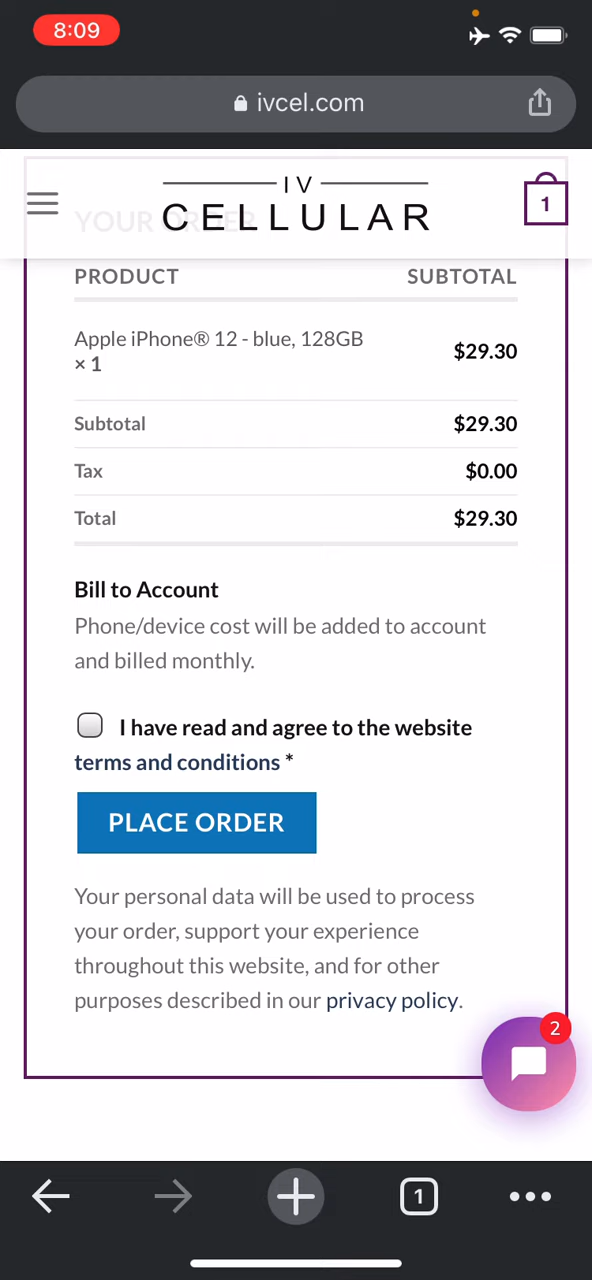 8:09
ivcel.com
IV
CELLULAR
YOUR ORDER
1
PRODUCT SUBTOTAL
Apple iPhone® 12 - blue, 128GB
× 1
$29.30
Subtotal $29.30
Tax $0.00
Total $29.30
Bill to Account
Phone/device cost will be added to account
and billed monthly.
I have read and agree to the website
terms and conditions *
PLACE ORDER
Your personal data will be used to process
your order, support your experience
throughout this website, and for other
purposes described in our privacy policy.
2
1